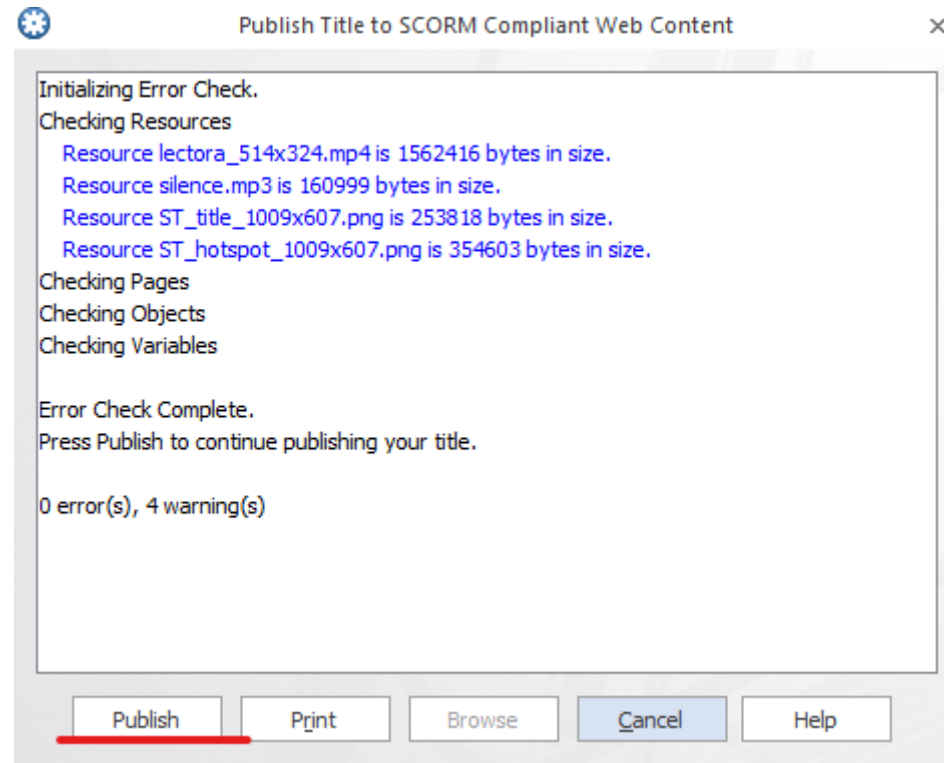 Publish Title to SCORM Compliant Web Content
Initializing Error Check.
Checking Resources
Resource lectora_514x324.mp4 is 1562416 bytes in size.
Resource silence.mp3 is 160999 bytes in size.
Resource ST_title_1009x607.png is 253818 bytes in size.
Resource ST_hotspot_1009x607.png is 354603 bytes in size.
Checking Pages
Checking Objects
Checking Variables
Error Check Complete.
Press Publish to continue publishing your title.
0 error(s), 4 warning(s)
Publish Print Browse Cancel Help